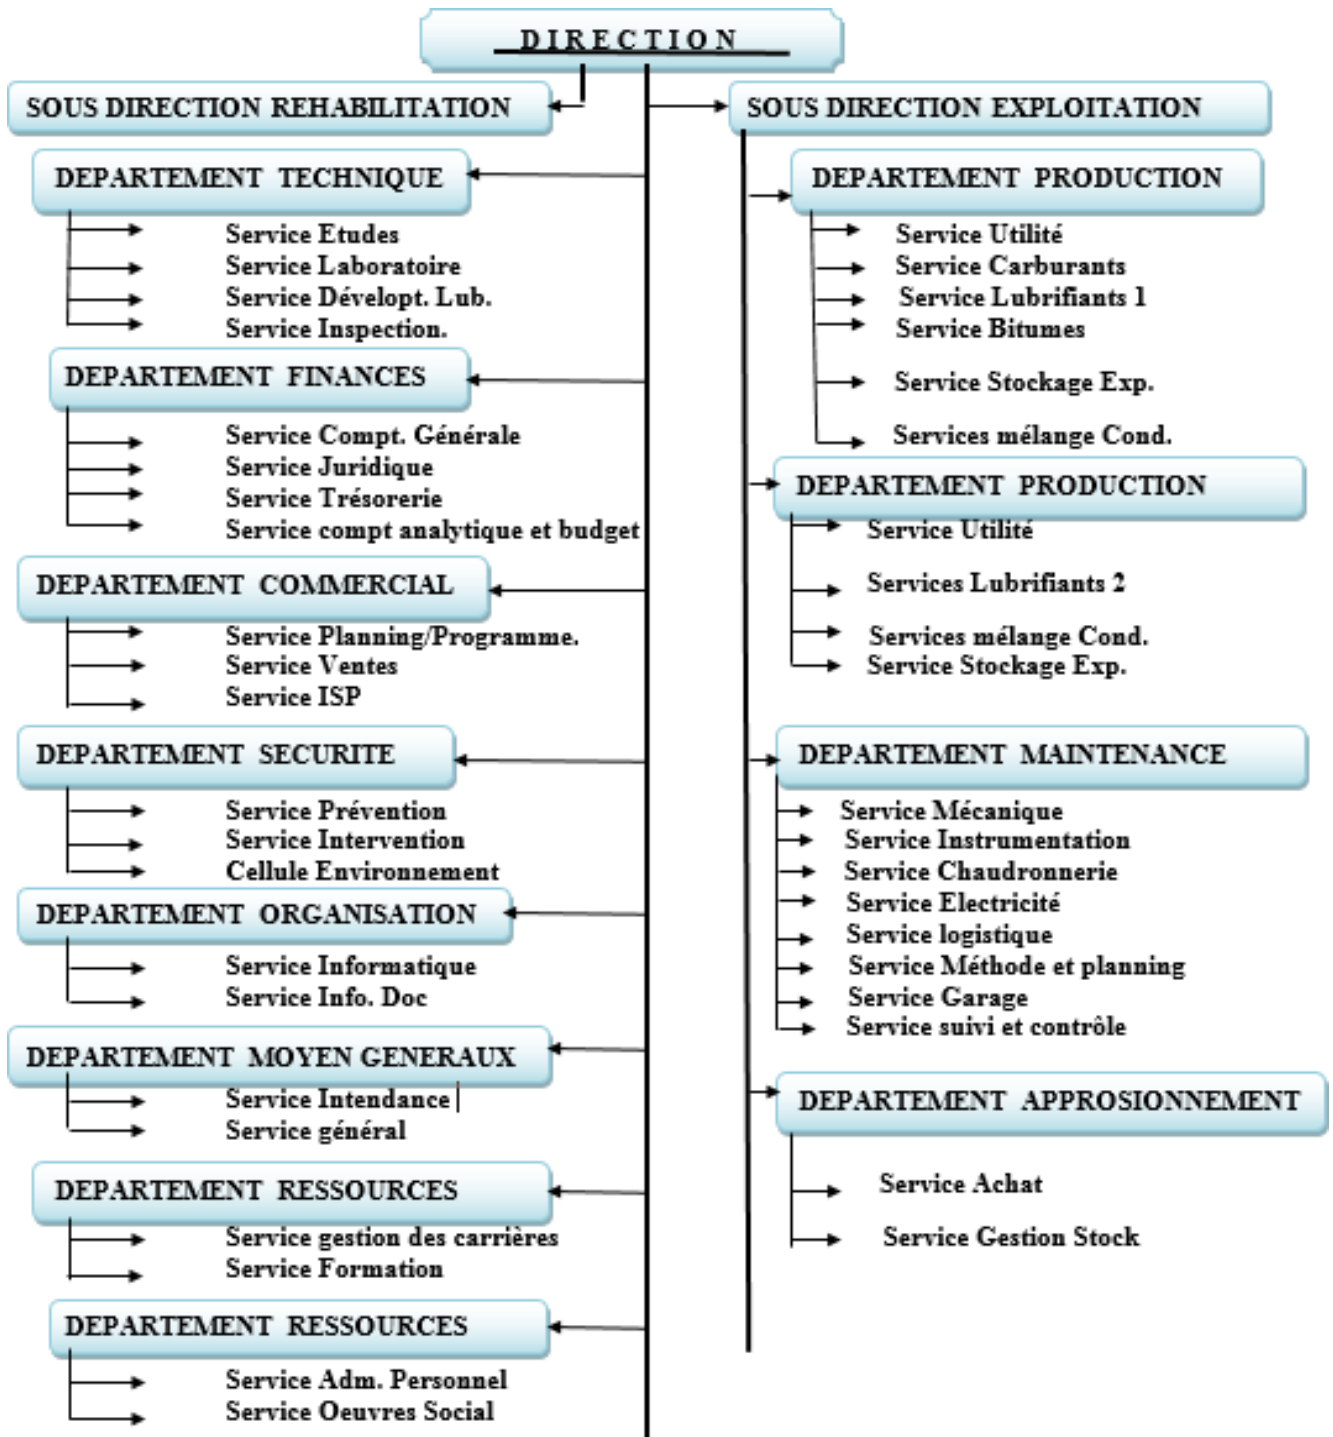 DIRECTION
SOUS DIRECTION REHABILITATION
DEPARTEMENT TECHNIQUE
Service Etudes
Service Laboratoire
Service Dévelopt. Lub.
Service Inspection.
DEPARTEMENT FINANCES
Service Compt. Générale
Service Juridique
Service Trésorerie
Service compt analytique et budget
DEPARTEMENT COMMERCIAL
Service Planning/Programme.
Service Ventes
Service ISP
DEPARTEMENT SECURITE
Service Prévention
Service Intervention
Cellule Environnement
DEPARTEMENT ORGANISATION
Service Informatique
Service Info. Doc
DEPARTEMENT MOYEN GENERAUX
Service Intendance
Service général
DEPARTEMENT RESSOURCES
Service gestion des carrières
Service Formation
DEPARTEMENT RESSOURCES
Service Adm. Personnel
Service Oeuvres Social
SOUS DIRECTION EXPLOITATION
DEPARTEMENT PRODUCTION
Service Utilité
Service Carburants
Service Lubrifiants 1
Service Bitumes
Service Stockage Exp.
Services mélange Cond.
DEPARTEMENT PRODUCTION
Service Utilité
Services Lubrifiants 2
Services mélange Cond.
Service Stockage Exp.
DEPARTEMENT MAINTENANCE
Service Mécanique
Service Instrumentation
Service Chaudronnerie
Service Electricité
Service logistique
Service Méthode et planning
Service Garage
Service suivi et contrôle
DEPARTEMENT APPROSIONNEMENT
Service Achat
Service Gestion Stock